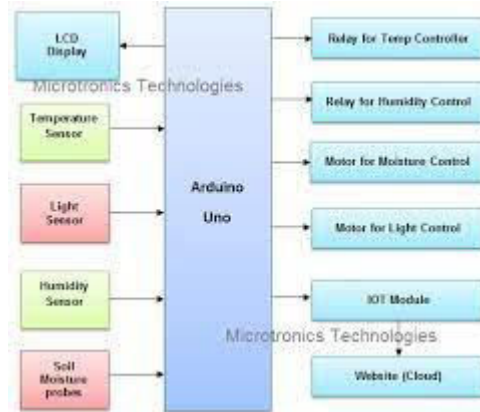 LCD
Display
Microtronics Technologies
Temperature
Sensor
Light
Sensor
Humidity
Sensor
Soil
Moisture
probes
Arduino
Uno
Relay for Temp Controller
Relay for Humidity Control
Motor for Moisture Control
Motor for Light Control
IOT Module
Microtronics Technologies
Website (Cloud)